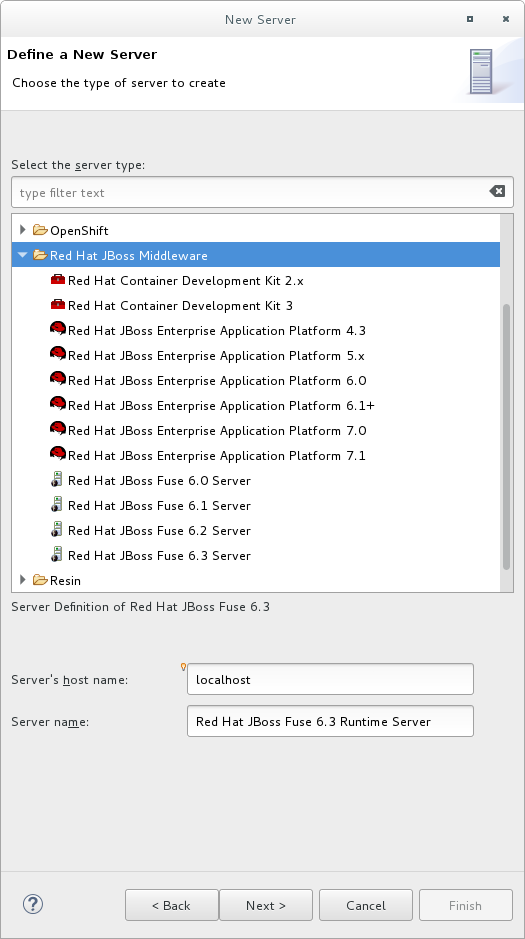 New Server
Define a New Server
Choose the type of server to create
Select the server type:
type filter text
OpenShift
Red Hat JBoss Middleware
Red Hat Container Development Kit 2.x
Red Hat Container Development Kit 3
Red Hat JBoss Enterprise Application Platform 4.3
Red Hat JBoss Enterprise Application Platform 5.x
Red Hat JBoss Enterprise Application Platform 6.0
Red Hat JBoss Enterprise Application Platform 6.1+
Red Hat JBoss Enterprise Application Platform 7.0
Red Hat JBoss Enterprise Application Platform 7.1
Red Hat JBoss Fuse 6.0 Server
Red Hat JBoss Fuse 6.1 Server
Red Hat JBoss Fuse 6.2 Server
Red Hat JBoss Fuse 6.3 Server
Resin
Server Definition of Red Hat JBoss Fuse 6.3
Server's host name: localhost
Server name: Red Hat JBoss Fuse 6.3 Runtime Server
? < Back Next > Cancel Finish